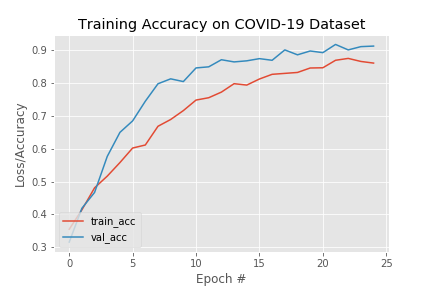 Training Accuracy on COVID-19 Dataset
Loss/Accuracy
0.9
0.8
0.7
0.6
0.5
0.4
0.3
train_acc
val_acc
0 5 10 15 20 25
Epoch #